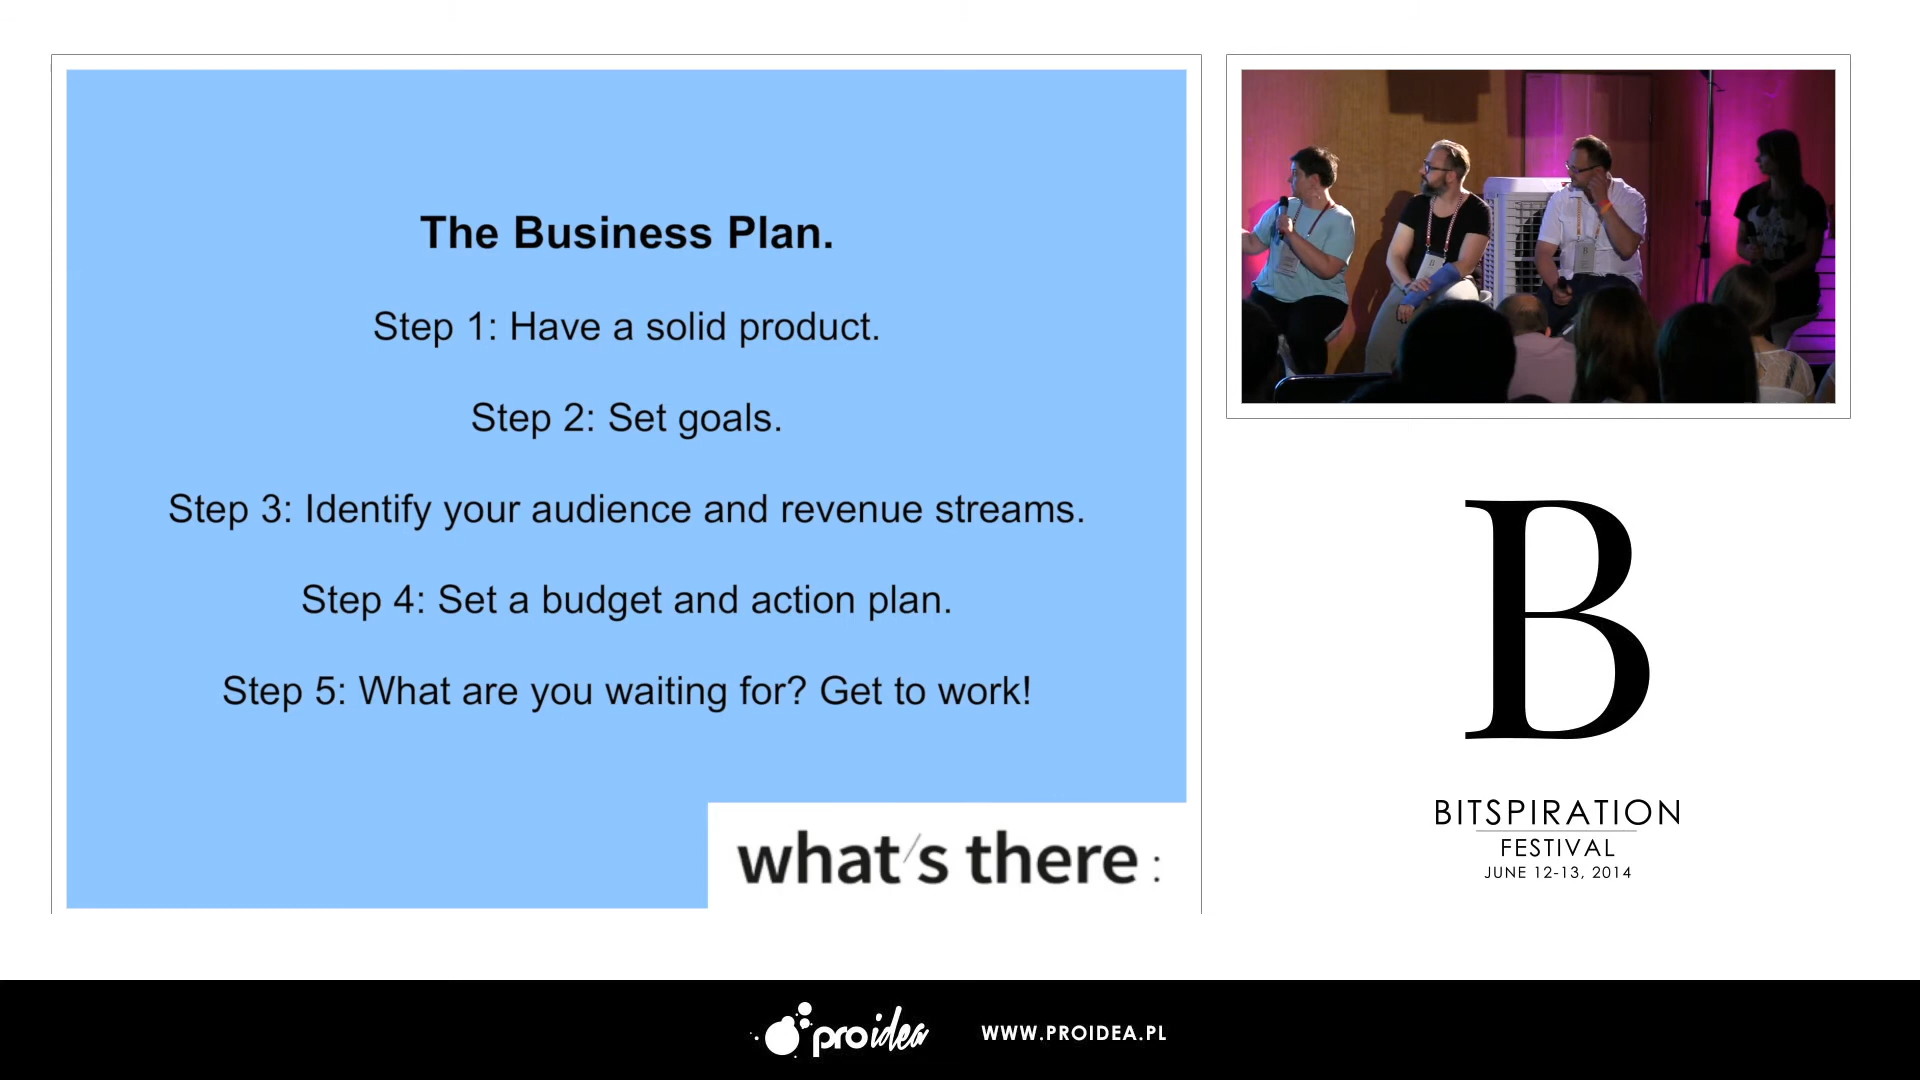 The Business Plan.
Step 1: Have a solid product.
Step 2: Set goals.
Step 3: Identify your audience and revenue streams.
Step 4: Set a budget and action plan.
Step 5: What are you waiting for? Get to work!
what's there :
B
BITSPIRATION
FESTIVAL
JUNE 12-13, 2014
proidea
WWW.PROIDEA.PL